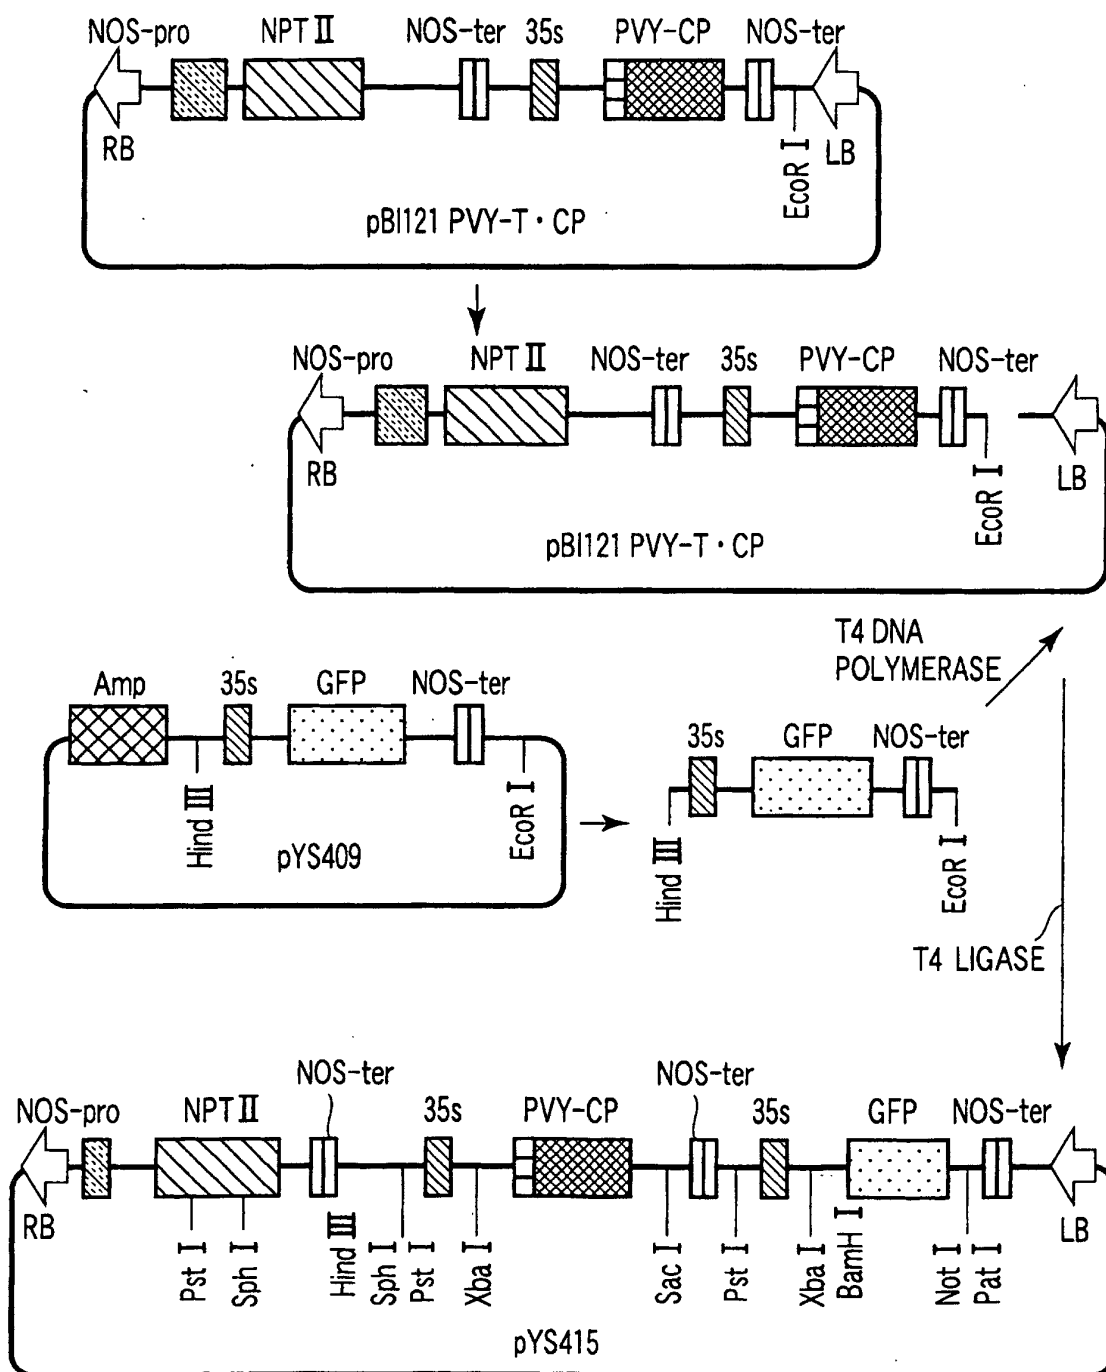 NOS-pro NPT II NOS-ter 35s PVY-CP NOS-ter
RB EcoR I LB
pBI121 PVY-T・CP
NOS-pro NPT II NOS-ter 35s PVY-CP NOS-ter
RB EcoR I LB
pBI121 PVY-T・CP
T4 DNA
POLYMERASE
Amp 35s GFP NOS-ter
Hind III EcoR I
pYS409
35s GFP NOS-ter
Hind III EcoR I
T4 LIGASE
NOS-pro NPT II NOS-ter 35s PVY-CP NOS-ter 35s GFP NOS-ter
RB Pst I Sph I Hind III Sph I Pst I Xba I Sac I Pst I Xba I BamH I Not I Pat I LB
pYS415